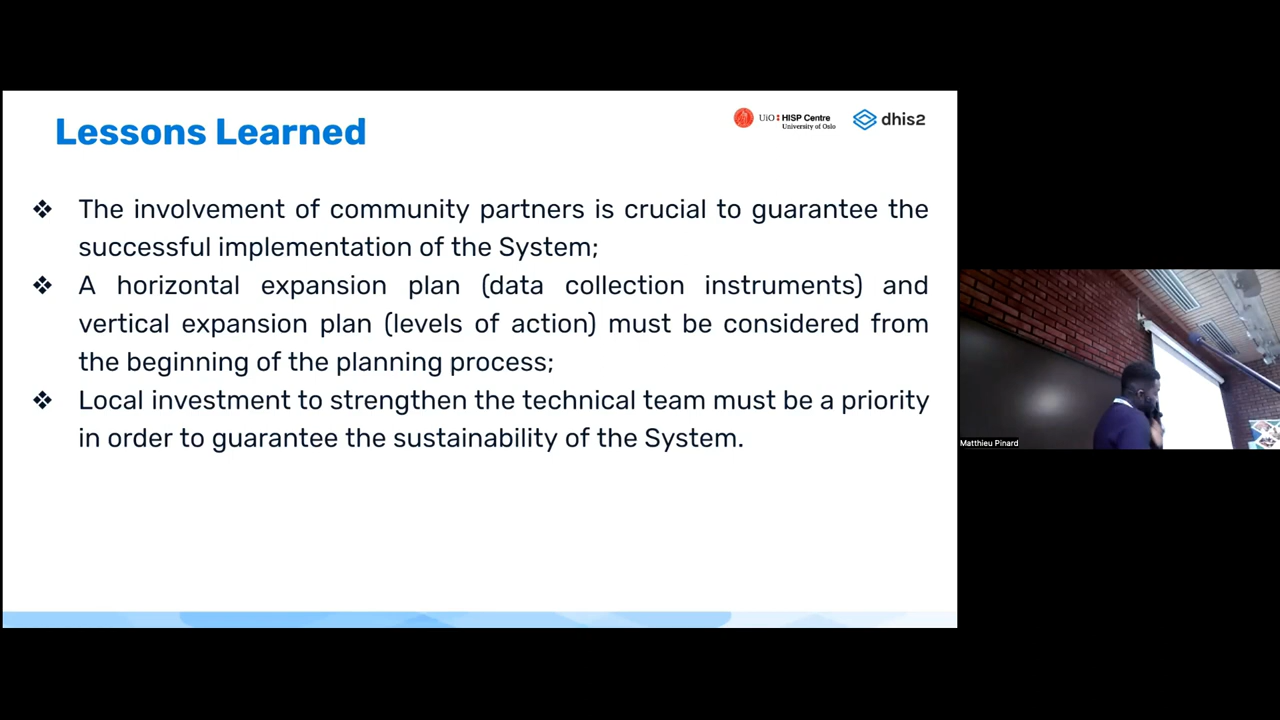 Lessons Learned
UiO HISP Centre
University of Oslo
dhis2
❖ The involvement of community partners is crucial to guarantee the
successful implementation of the System;
❖ A horizontal expansion plan (data collection instruments) and
vertical expansion plan (levels of action) must be considered from
the beginning of the planning process;
❖ Local investment to strengthen the technical team must be a priority
in order to guarantee the sustainability of the System.
Matthieu Pinard